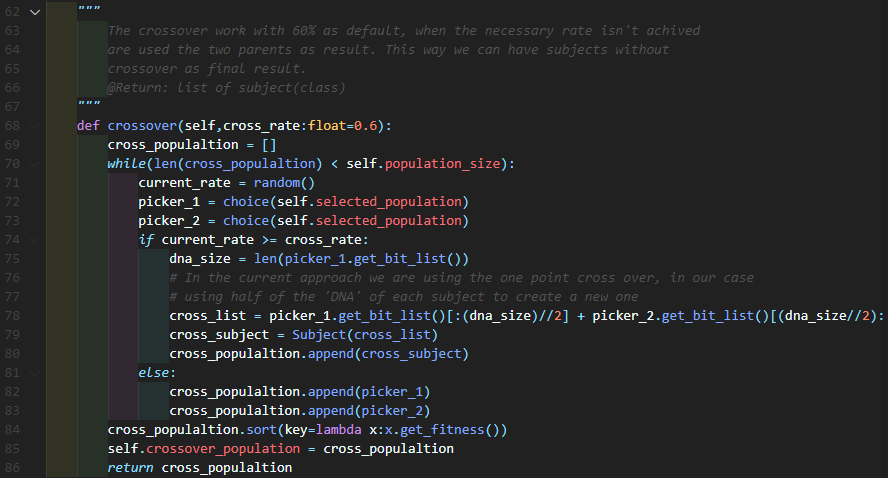 62 """
63 The crossover work with 60% as default, when the necessary rate isn't achived
64 are used the two parents as result. This way we can have subjects without
65 crossover as final result.
66 @Return: list of subject(class)
67 """
68 def crossover(self,cross_rate:float=0.6):
69 cross_populaltion = []
70 while(len(cross_populaltion) < self.population_size):
71 current_rate = random()
72 picker_1 = choice(self.selected_population)
73 picker_2 = choice(self.selected_population)
74 if current_rate >= cross_rate:
75 dna_size = len(picker_1.get_bit_list())
76 # In the current approach we are using the one point cross over, in our case
77 # using half of the 'DNA' of each subject to create a new one
78 cross_list = picker_1.get_bit_list()[:(dna_size)//2] + picker_2.get_bit_list()[(dna_size//2):
79 cross_subject = Subject(cross_list)
80 cross_populaltion.append(cross_subject)
81 else:
82 cross_populaltion.append(picker_1)
83 cross_populaltion.append(picker_2)
84 cross_populaltion.sort(key=lambda x:x.get_fitness())
85 self.crossover_population = cross_populaltion
86 return cross_populaltion